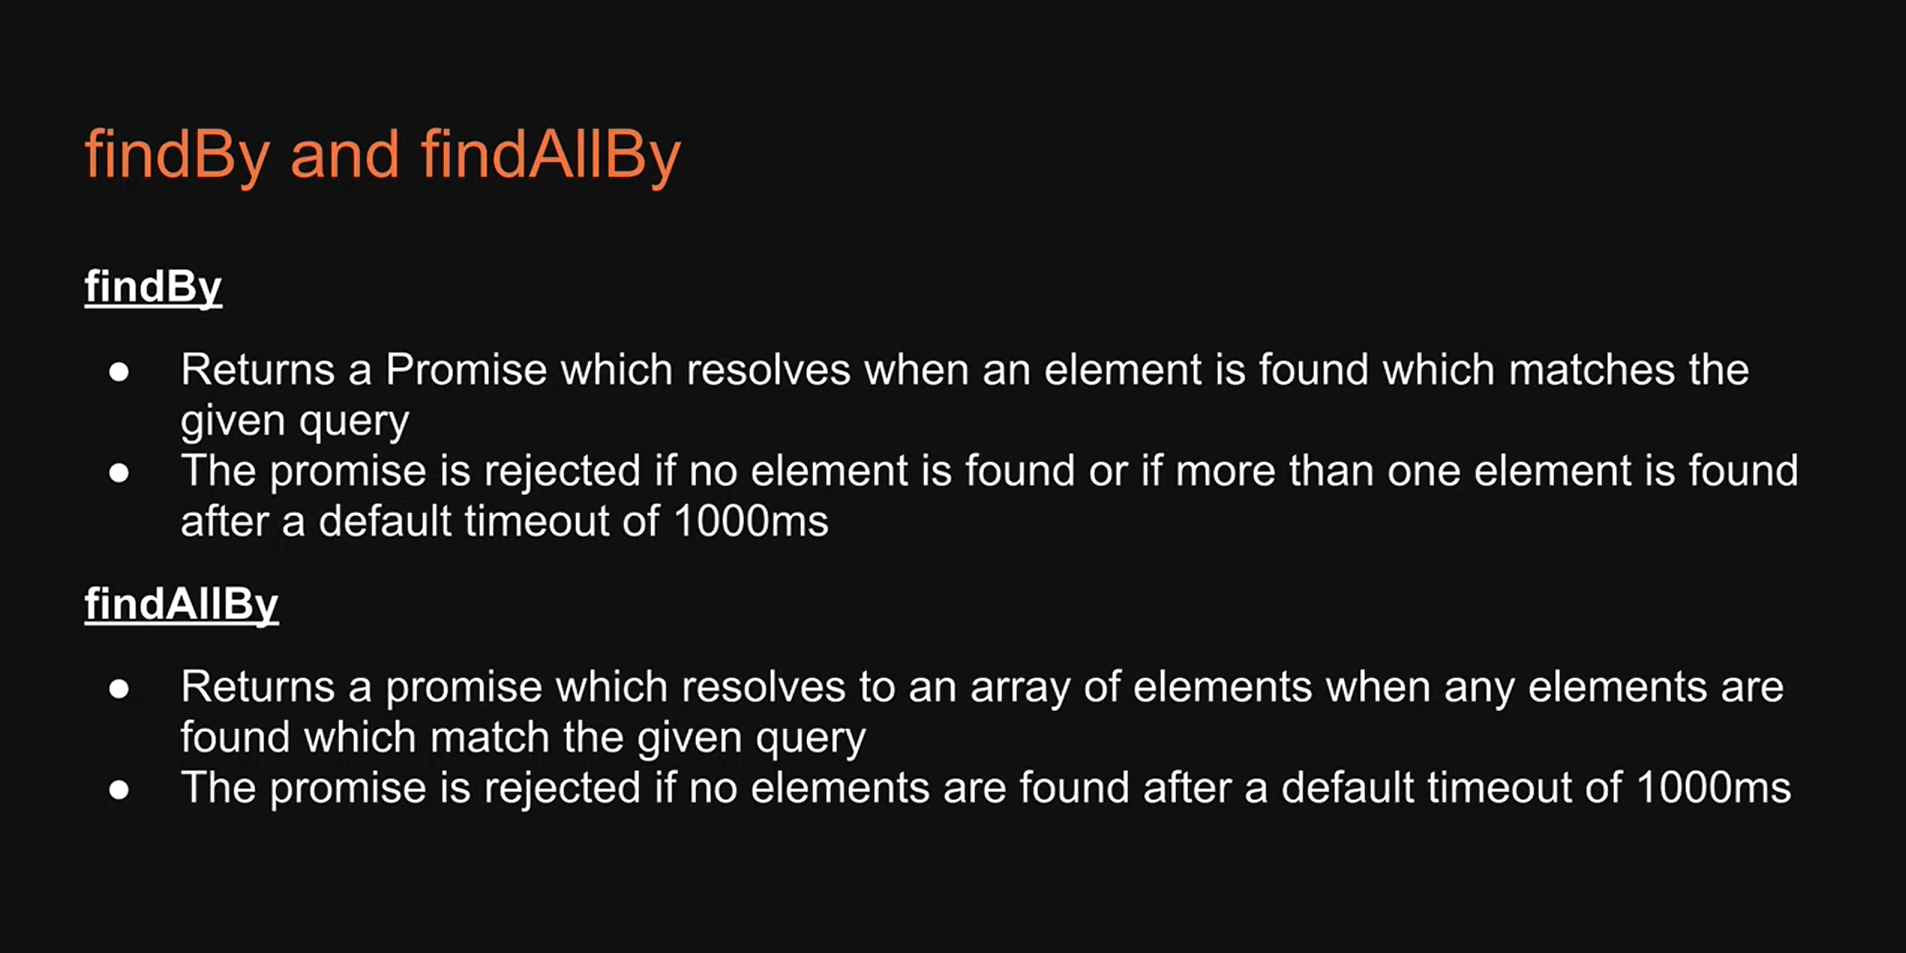 findBy and findAllBy
findBy
● Returns a Promise which resolves when an element is found which matches the
given query
● The promise is rejected if no element is found or if more than one element is found
after a default timeout of 1000ms
findAllBy
● Returns a promise which resolves to an array of elements when any elements are
found which match the given query
● The promise is rejected if no elements are found after a default timeout of 1000ms